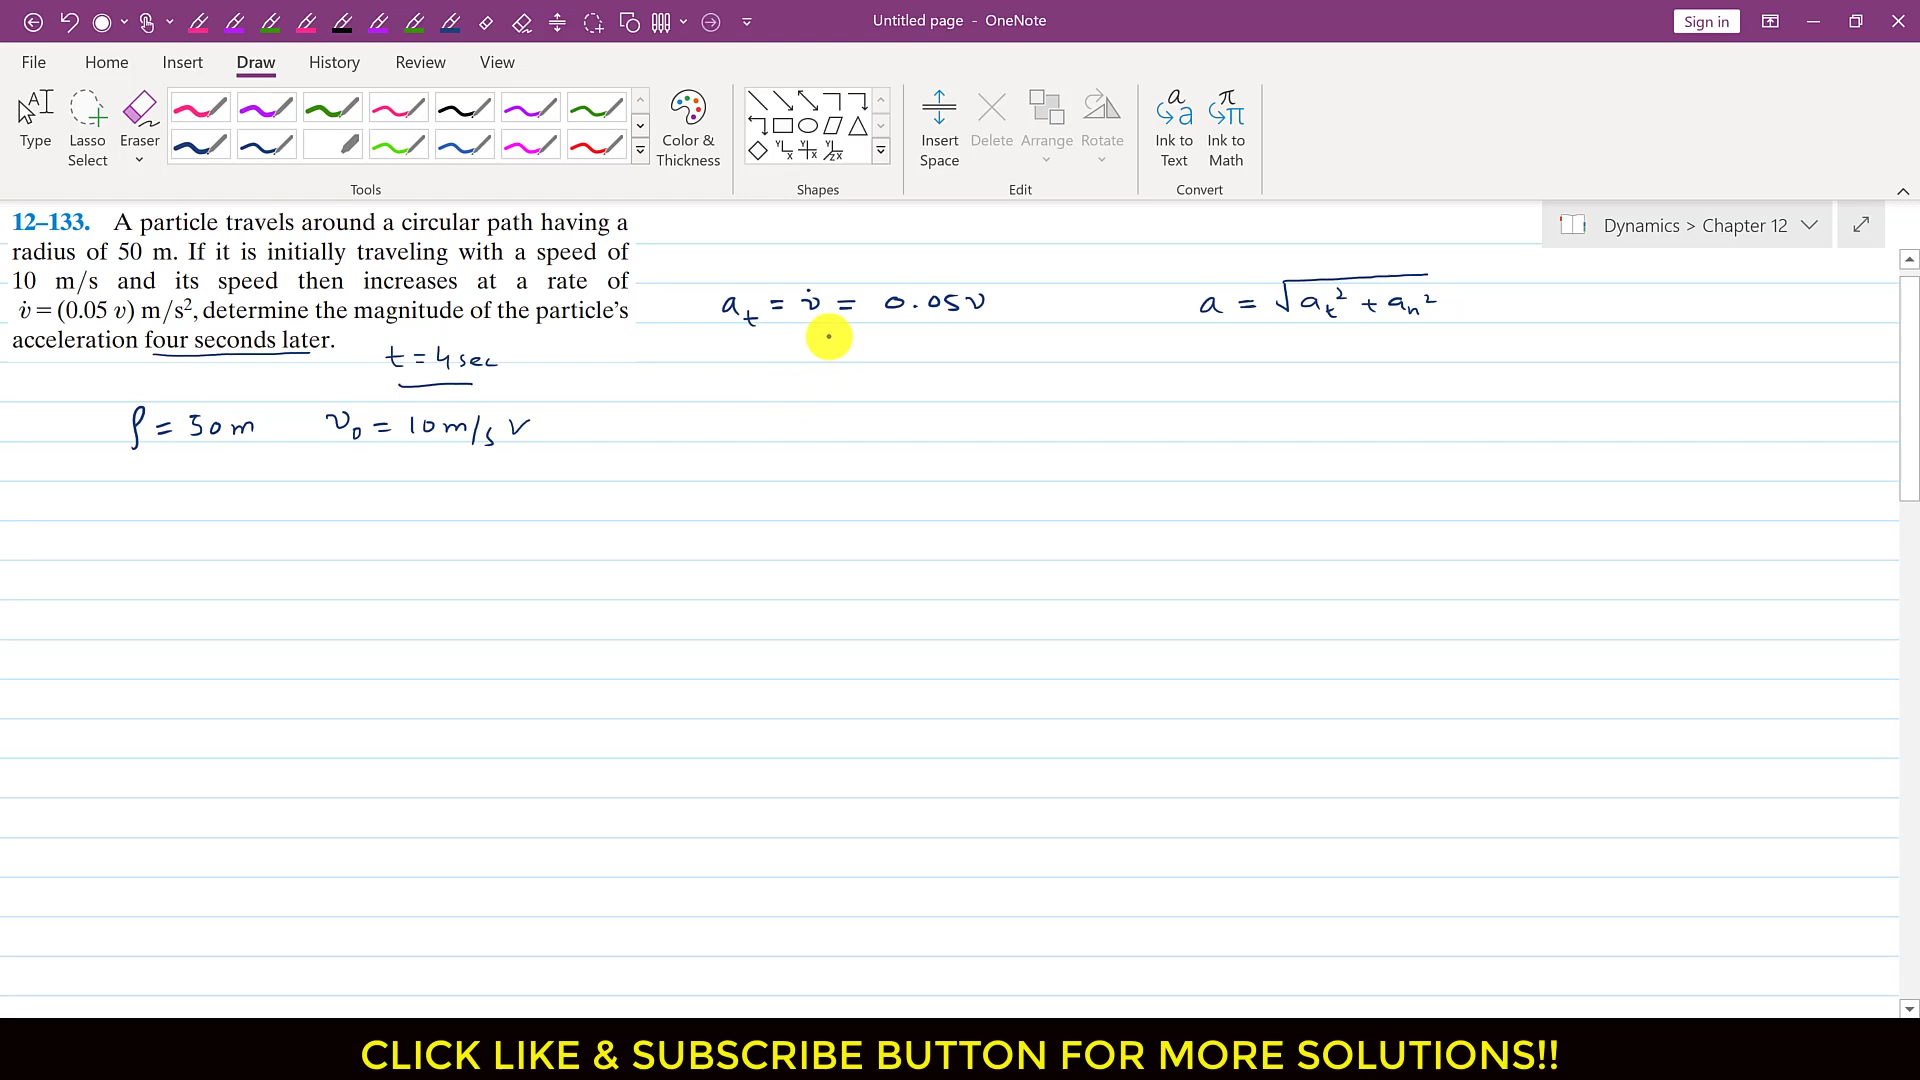 Untitled page - OneNote
Sign in
File Home Insert Draw History Review View
Type
Lasso Select
Eraser
Color & Thickness
Insert Space
Delete
Arrange
Rotate
Ink to Text
Ink to Math
Tools
Shapes
Edit
Convert
Dynamics > Chapter 12
12–133. A particle travels around a circular path having a
radius of 50 m. If it is initially traveling with a speed of
10 m/s and its speed then increases at a rate of
v̇ = (0.05 v) m/s², determine the magnitude of the particle's
acceleration four seconds later.
t = 4 sec
ρ = 50 m v₀ = 10 m/s v
aₜ = v̇ = 0.05v
a = √(aₜ² + aₙ²)
CLICK LIKE & SUBSCRIBE BUTTON FOR MORE SOLUTIONS!!